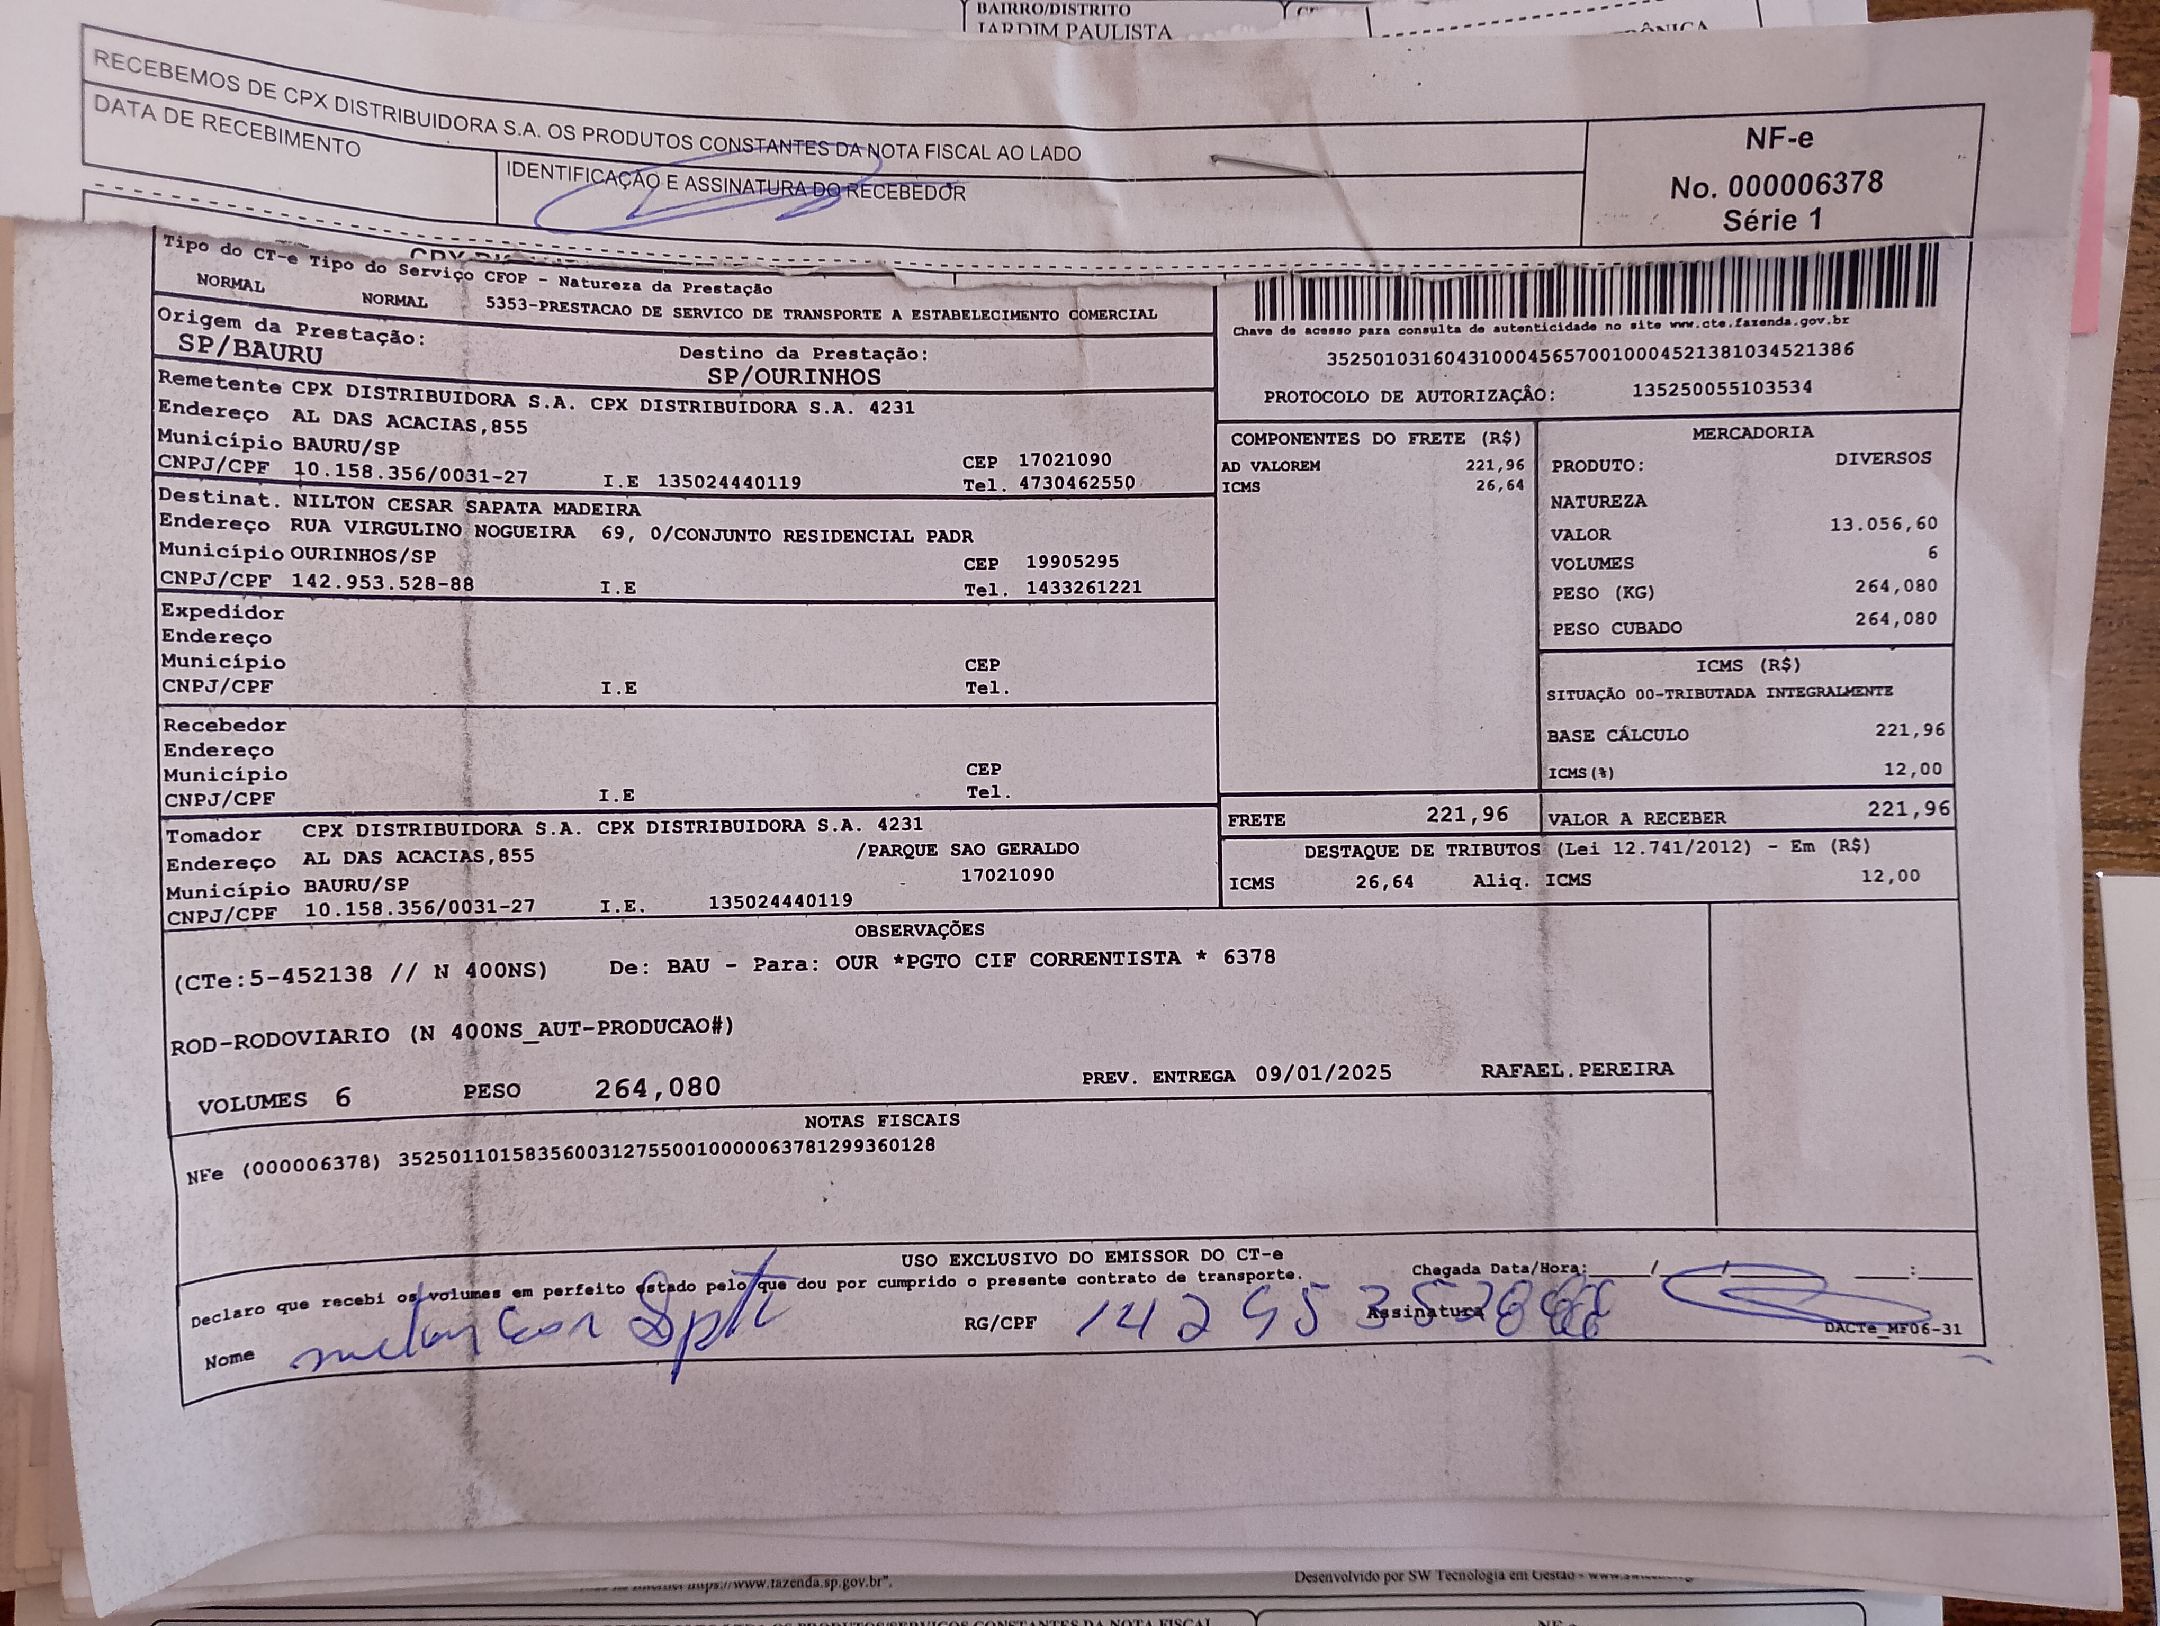 BAIRRO/DISTRITO
JARDIM PAULISTA
RECEBEMOS DE CPX DISTRIBUIDORA S.A. OS PRODUTOS CONSTANTES DA NOTA FISCAL AO LADO
DATA DE RECEBIMENTO
IDENTIFICAÇÃO E ASSINATURA DO RECEBEDOR
NF-e
No. 000006378
Série 1
Tipo do CT-e Tipo do Serviço CFOP - Natureza da Prestação
NORMAL NORMAL 5353-PRESTACAO DE SERVICO DE TRANSPORTE A ESTABELECIMENTO COMERCIAL
Origem da Prestação: Destino da Prestação:
SP/BAURU SP/OURINHOS
Chave de acesso para consulta de autenticidade no site www.cte.fazenda.gov.br
35250103160431000456570010004521381034521386
PROTOCOLO DE AUTORIZAÇÂO: 135250055103534
Remetente CPX DISTRIBUIDORA S.A. CPX DISTRIBUIDORA S.A. 4231
Endereço AL DAS ACACIAS,855
Município BAURU/SP CEP 17021090
CNPJ/CPF 10.158.356/0031-27 I.E 135024440119 Tel. 4730462550
Destinat. NILTON CESAR SAPATA MADEIRA
Endereço RUA VIRGULINO NOGUEIRA 69, 0/CONJUNTO RESIDENCIAL PADR
Município OURINHOS/SP CEP 19905295
CNPJ/CPF 142.953.528-88 I.E Tel. 1433261221
Expedidor
Endereço
Município CEP
CNPJ/CPF I.E Tel.
Recebedor
Endereço
Município CEP
CNPJ/CPF I.E Tel.
Tomador CPX DISTRIBUIDORA S.A. CPX DISTRIBUIDORA S.A. 4231
Endereço AL DAS ACACIAS,855 /PARQUE SAO GERALDO
Município BAURU/SP 17021090
CNPJ/CPF 10.158.356/0031-27 I.E. 135024440119
COMPONENTES DO FRETE (R$)
AD VALOREM 221,96
ICMS 26,64
MERCADORIA
PRODUTO: DIVERSOS
NATUREZA
VALOR 13.056,60
VOLUMES 6
PESO (KG) 264,080
PESO CUBADO 264,080
ICMS (R$)
SITUAÇÃO 00-TRIBUTADA INTEGRALMENTE
BASE CÁLCULO 221,96
ICMS(%) 12,00
FRETE 221,96 VALOR A RECEBER 221,96
DESTAQUE DE TRIBUTOS (Lei 12.741/2012) - Em (R$)
ICMS 26,64 Aliq. ICMS 12,00
OBSERVAÇÕES
(CTe:5-452138 // N 400NS) De: BAU - Para: OUR *PGTO CIF CORRENTISTA * 6378
ROD-RODOVIARIO (N 400NS_AUT-PRODUCAO#)
VOLUMES 6 PESO 264,080 PREV. ENTREGA 09/01/2025 RAFAEL.PEREIRA
NOTAS FISCAIS
NFe (000006378) 35250110158356003127550010000063781299360128
USO EXCLUSIVO DO EMISSOR DO CT-e
Declaro que recebi os volumes em perfeito estado pelo que dou por cumprido o presente contrato de transporte. Chegada Data/Hora:____/____/____ ___:___
Nome RG/CPF Assinatura
DACTe_MF06-31
www.fazenda.sp.gov.br".
Desenvolvido por SW Tecnologia em Gestão